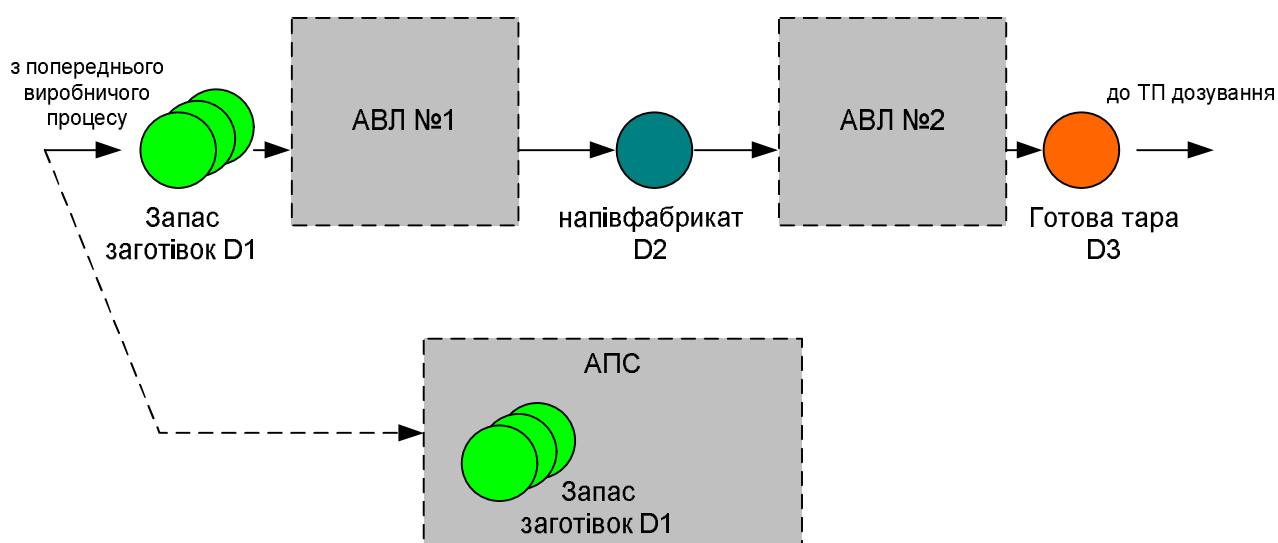 з попереднього
виробничого
процесу
АВЛ №1
АВЛ №2
до ТП дозування
Запас
заготівок D1
напівфабрикат
D2
Готова тара
D3
АПС
Запас
заготівок D1